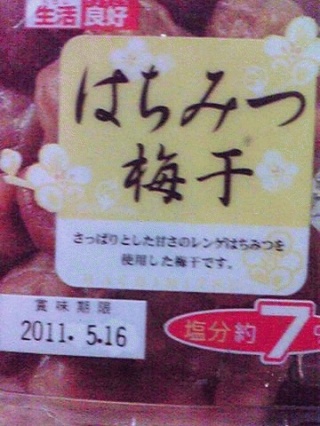 生活良好
はちみつ
梅干
さっぱりとした甘さのレンゲはちみつを
使用した梅干です。
賞味期限
2011. 5.16
塩分約7%